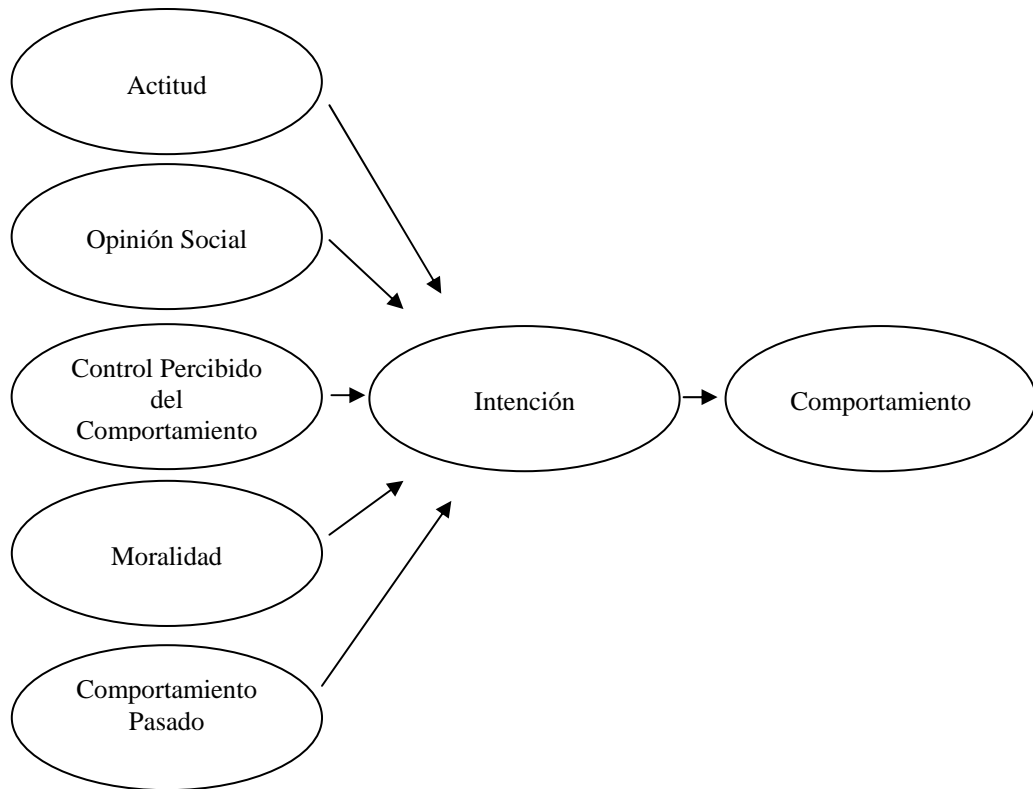 Actitud
Opinión Social
Control Percibido
del
Comportamiento
Intención
Comportamiento
Moralidad
Comportamiento
Pasado